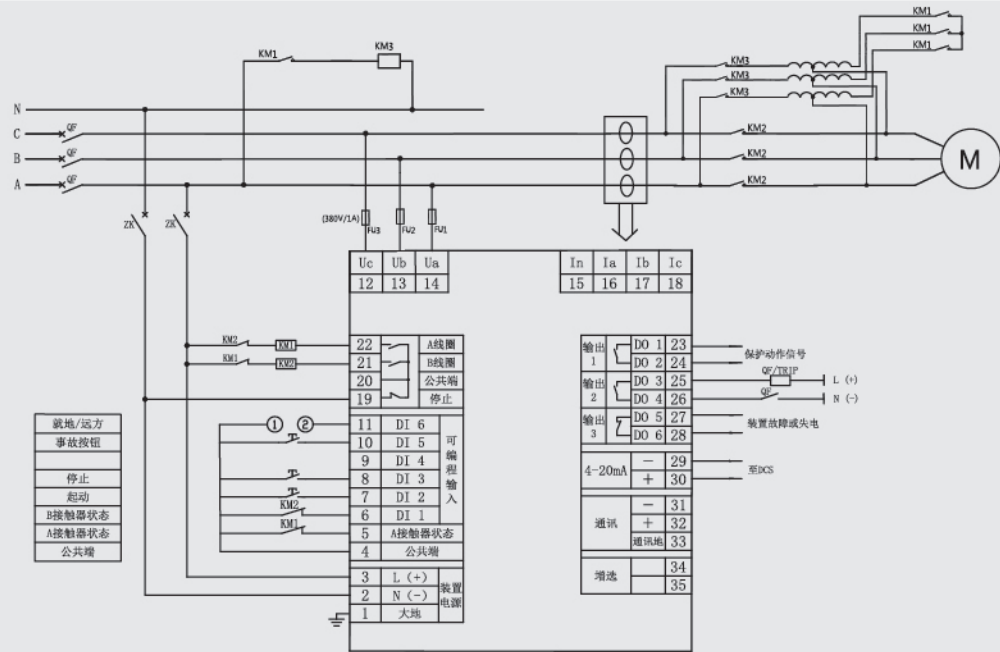 KM1
KM1
KM1
KM1 KM3
KM3
KM3
KM3
N
C QF KM2
B QF KM2
A QF KM2
M
ZK ZK (380V/1A) FU3 FU2 FU1
Uc Ub Ua
12 13 14
In Ia Ib Ic
15 16 17 18
KM2 KM1 22 A线圈
KM1 KM2 21 B线圈
20 公共端
19 停止
就地/远方
事故按钮
停止
起动
B接触器状态
A接触器状态
公共端
① ② 11 DI 6
10 DI 5
9 DI 4
8 DI 3
7 DI 2
KM2 6 DI 1
可编程输入
KM1 5 A接触器状态
4 公共端
3 L (+)
2 N (-)
1 大地
装置电源
输出1 DO 1 23
DO 2 24
保护动作信号
输出2 DO 3 25 QF/TRIP L (+)
DO 4 26 QF N (-)
输出3 DO 5 27
DO 6 28
装置故障或失电
4-20mA - 29
+ 30
至DCS
通讯 - 31
+ 32
通讯地 33
增选 34
35